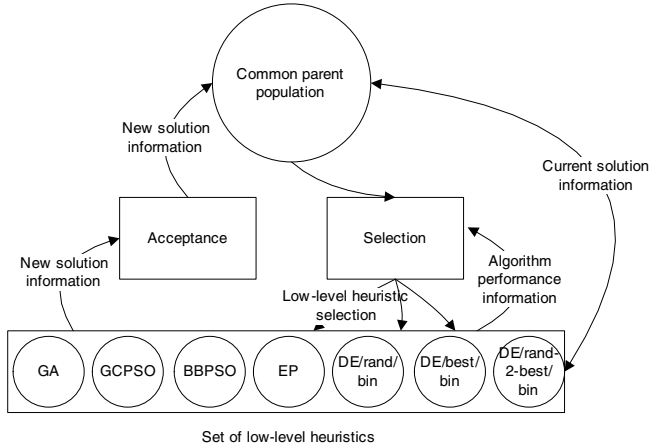 Common parent
population
New solution
information
Current solution
information
Acceptance
Selection
New solution
information
Algorithm
performance
information
Low-level heuristic
selection
GA
GCPSO
BBPSO
EP
DE/rand/
bin
DE/best/
bin
DE/rand-
2-best/
bin
Set of low-level heuristics